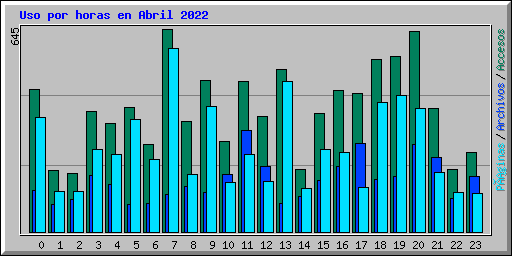 Uso por horas en Abril 2022
645
Páginas / Archivos / Accesos
0 1 2 3 4 5 6 7 8 9 10 11 12 13 14 15 16 17 18 19 20 21 22 23